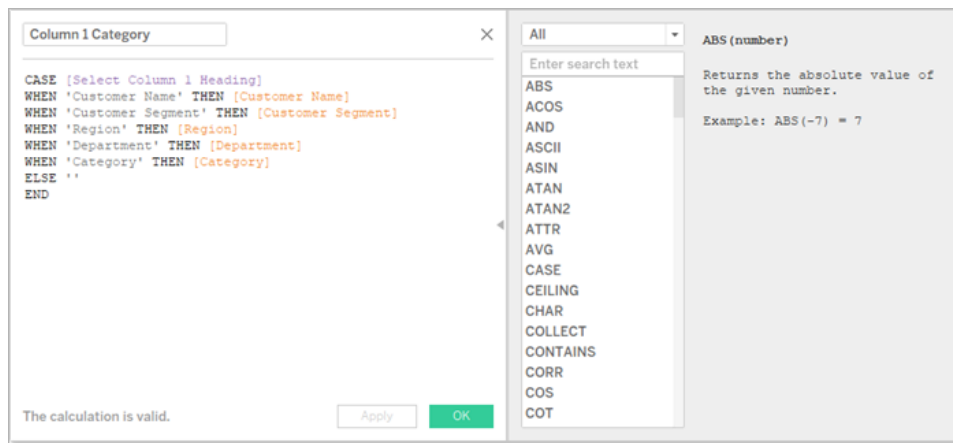 Column 1 Category
CASE [Select Column 1 Heading]
WHEN 'Customer Name' THEN [Customer Name]
WHEN 'Customer Segment' THEN [Customer Segment]
WHEN 'Region' THEN [Region]
WHEN 'Department' THEN [Department]
WHEN 'Category' THEN [Category]
ELSE ''
END
The calculation is valid.
Apply
OK
All
Enter search text
ABS
ACOS
AND
ASCII
ASIN
ATAN
ATAN2
ATTR
AVG
CASE
CEILING
CHAR
COLLECT
CONTAINS
CORR
COS
COT
ABS(number)
Returns the absolute value of
the given number.
Example: ABS(-7) = 7